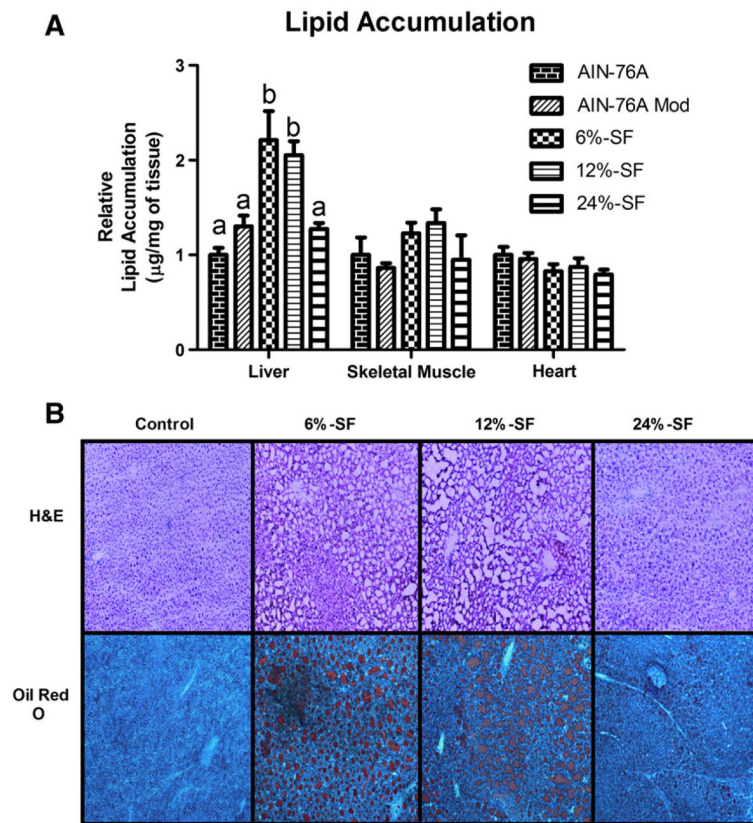 A
Lipid Accumulation
Relative
Lipid Accumulation
(μg/mg of tissue)
3
2
1
0
a
a
b
b
a
AIN-76A
AIN-76A Mod
6%-SF
12%-SF
24%-SF
Liver
Skeletal Muscle
Heart
B
Control
6%-SF
12%-SF
24%-SF
H&E
Oil Red
O